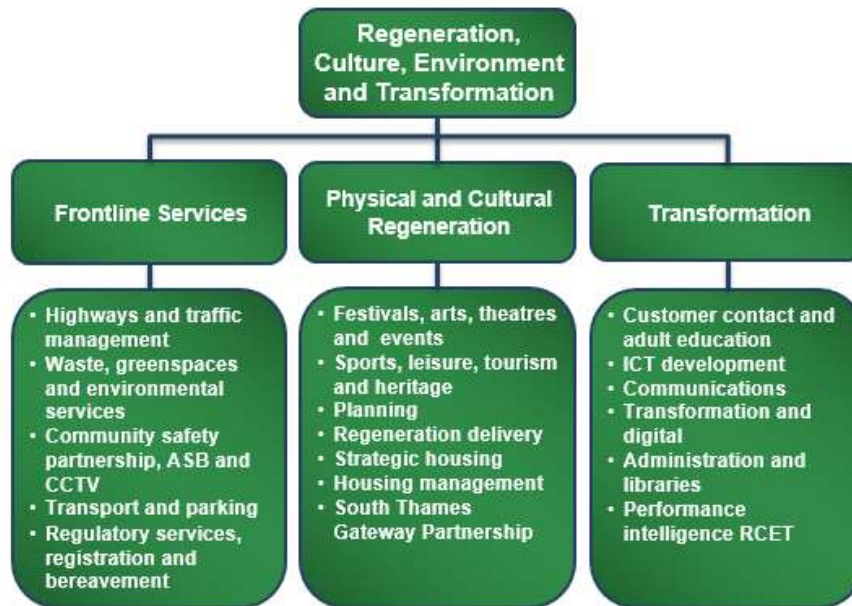 Regeneration,
Culture, Environment
and Transformation
Frontline Services
Physical and Cultural
Regeneration
Transformation
• Highways and traffic
management
• Waste, greenspaces
and environmental
services
• Community safety
partnership, ASB and
CCTV
• Transport and parking
• Regulatory services,
registration and
bereavement
• Festivals, arts, theatres
and events
• Sports, leisure, tourism
and heritage
• Planning
• Regeneration delivery
• Strategic housing
• Housing management
• South Thames
Gateway Partnership
• Customer contact and
adult education
• ICT development
• Communications
• Transformation and
digital
• Administration and
libraries
• Performance
intelligence RCET